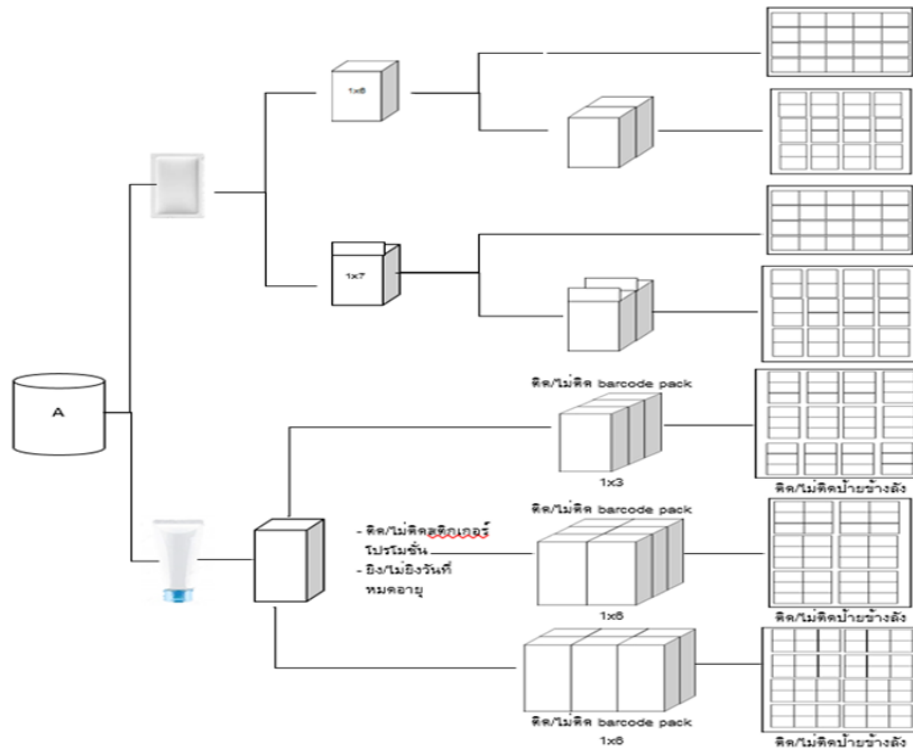 1x6
1x7
A
ติด/ไม่ติด barcode pack
1x3
ติด/ไม่ติดป้ายข้างลัง
ติด/ไม่ติด barcode pack
- ติด/ไม่ติดสติกเกอร์
โปรโมชั่น
- ยิง/ไม่ยิงวันที่
หมดอายุ
1x6
ติด/ไม่ติดป้ายข้างลัง
ติด/ไม่ติด barcode pack
1x6
ติด/ไม่ติดป้ายข้างลัง